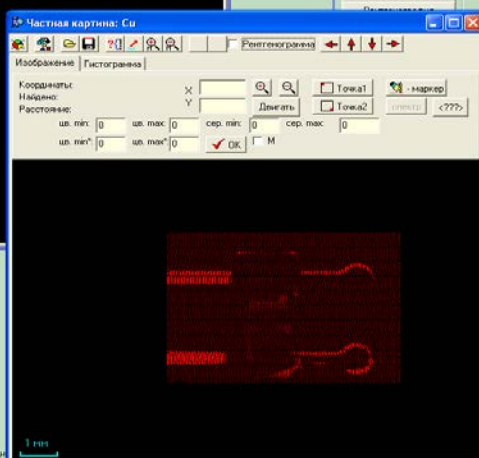 Частная картина: Cu
Рентгенограмма
Изображение Гистограмма
Координаты:
Найдено:
Расстояние:
X
Y
Двигать
Точка1
Точка2
- маркер
спектр
<???>
цв. min: 0 цв. max: 0 сер. min: 0 сер. max: 0
цв. min": 0 цв. max": 0 OK M
1 мм